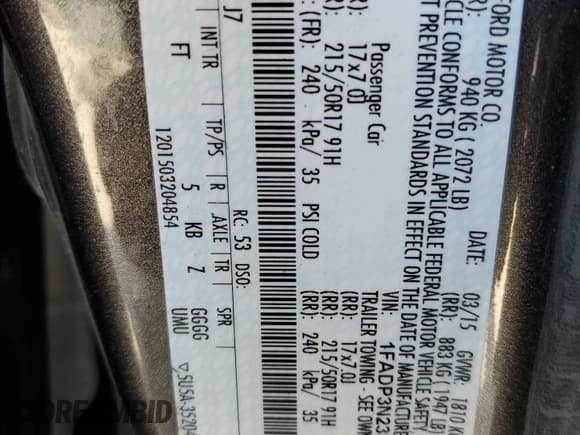 FORD MOTOR CO. DATE: 03/15 GVWR: 1810 K
R): 940 KG ( 2072 LB) (RR): 883 KG ( 1947 LB
CLE CONFORMS TO ALL APPLICABLE FEDERAL MOTOR VEHICLE SAFETY
T PREVENTION STANDARDS IN EFFECT ON THE DATE OF MANUFACTURE
VIN: 1FADP3N23
Passenger Car TRAILER TOWING - SEE OWN
17x7.0J 17x7.0J
215/50R17 91H (RR): 215/50R17 91H
(FR): 240 kPa/ 35 PSI COLD (RR): 240 kPa/ 35
J7 RC: 53 DSO:
INT TR TP/PS R AXLE TR SPR
FT 5 KB Z GGGG
UMU
1201503204854 5U5A-35204